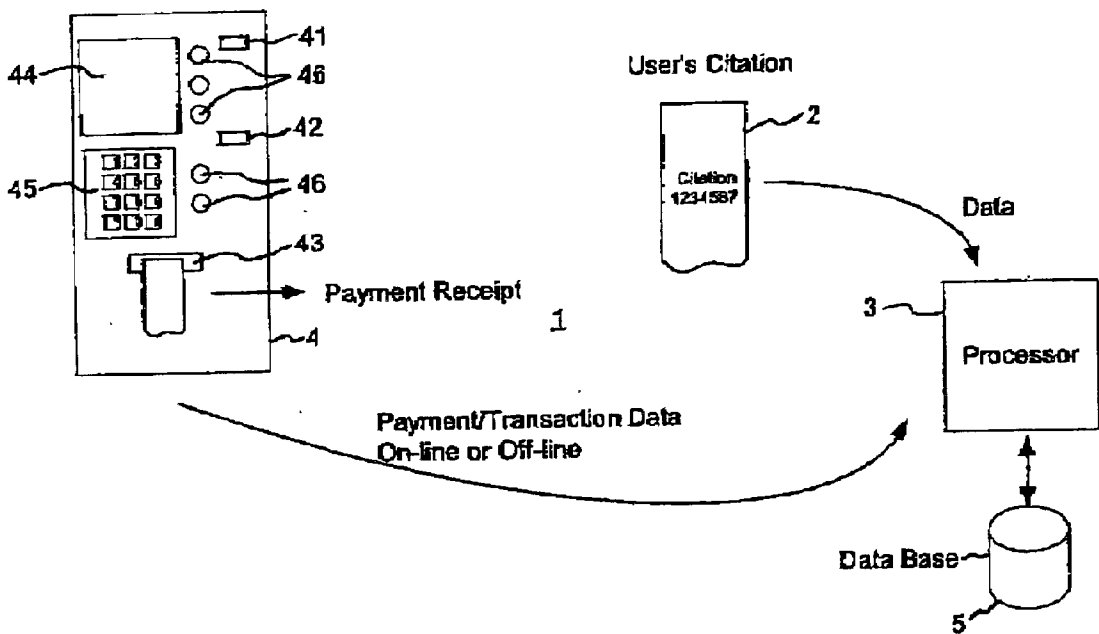 41
44
46
User's Citation
2
42
Citation
1234567
45
46
Data
43
Payment Receipt
3
1
4
Processor
Payment/Transaction Data
On-line or Off-line
Data Base
5